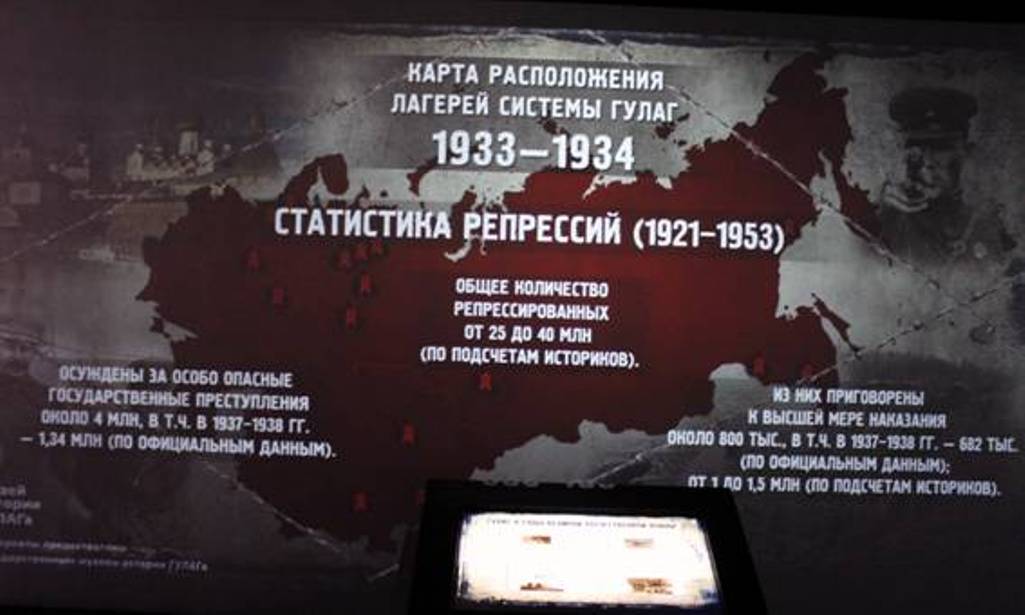 КАРТА РАСПОЛОЖЕНИЯ
ЛАГЕРЕЙ СИСТЕМЫ ГУЛАГ
1933–1934
СТАТИСТИКА РЕПРЕССИЙ (1921–1953)
ОБЩЕЕ КОЛИЧЕСТВО
РЕПРЕССИРОВАННЫХ
ОТ 25 ДО 40 МЛН
(ПО ПОДСЧЕТАМ ИСТОРИКОВ).
ОСУЖДЕНЫ ЗА ОСОБО ОПАСНЫЕ
ГОСУДАРСТВЕННЫЕ ПРЕСТУПЛЕНИЯ
ОКОЛО 4 МЛН, В Т.Ч. В 1937-1938 ГГ.
– 1,34 МЛН (ПО ОФИЦИАЛЬНЫМ ДАННЫМ).
ИЗ НИХ ПРИГОВОРЕНЫ
К ВЫСШЕЙ МЕРЕ НАКАЗАНИЯ
ОКОЛО 800 ТЫС., В Т.Ч. В 1937-1938 ГГ. – 682 ТЫС.
(ПО ОФИЦИАЛЬНЫМ ДАННЫМ);
ОТ 1 ДО 1,5 МЛН (ПО ПОДСЧЕТАМ ИСТОРИКОВ).